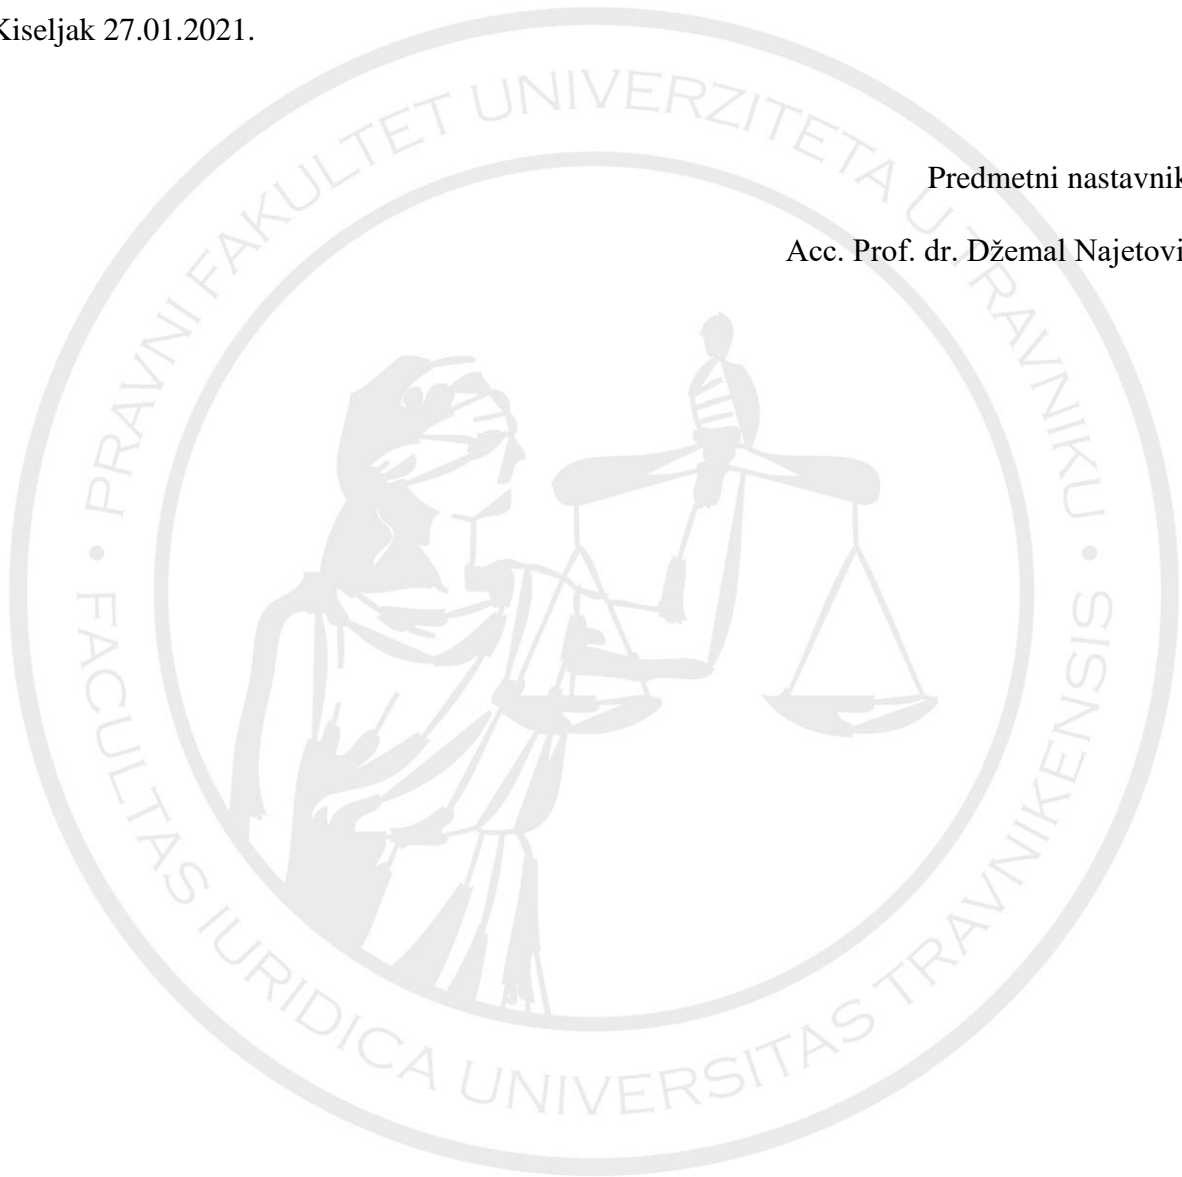 Kiseljak 27.01.2021.
Predmetni nastavnik
Acc. Prof. dr. Džemal Najetovi
PRAVNI FAKULTET UNIVERZITETA U TRAVNIKU •
FACULTAS IURIDICA UNIVERSITAS TRAVNIKENSIS •